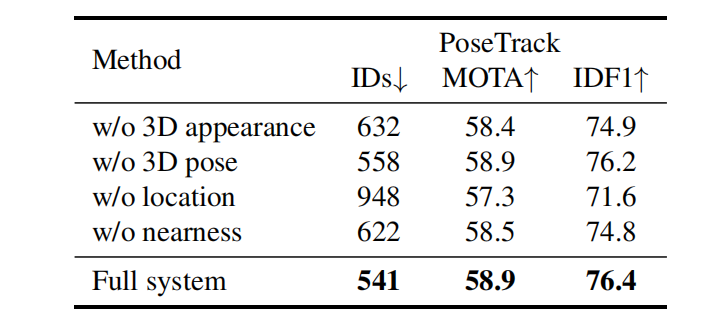 Method PoseTrack
IDs↓ MOTA↑ IDF1↑
w/o 3D appearance 632 58.4 74.9
w/o 3D pose 558 58.9 76.2
w/o location 948 57.3 71.6
w/o nearness 622 58.5 74.8
Full system 541 58.9 76.4